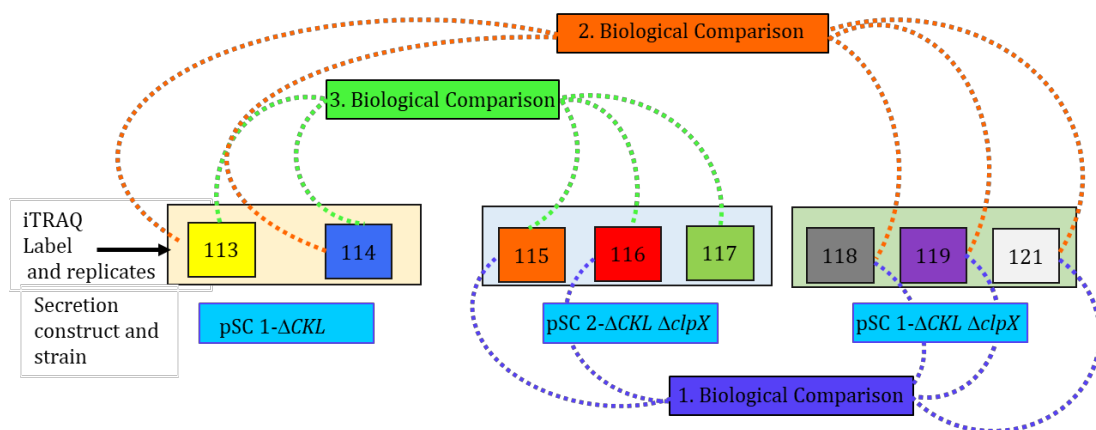 2. Biological Comparison
3. Biological Comparison
iTRAQ
Label
and replicates
113
114
115
116
117
118
119
121
Secretion
construct and
strain
pSC 1-ΔCKL
pSC 2-ΔCKL ΔclpX
pSC 1-ΔCKL ΔclpX
1. Biological Comparison